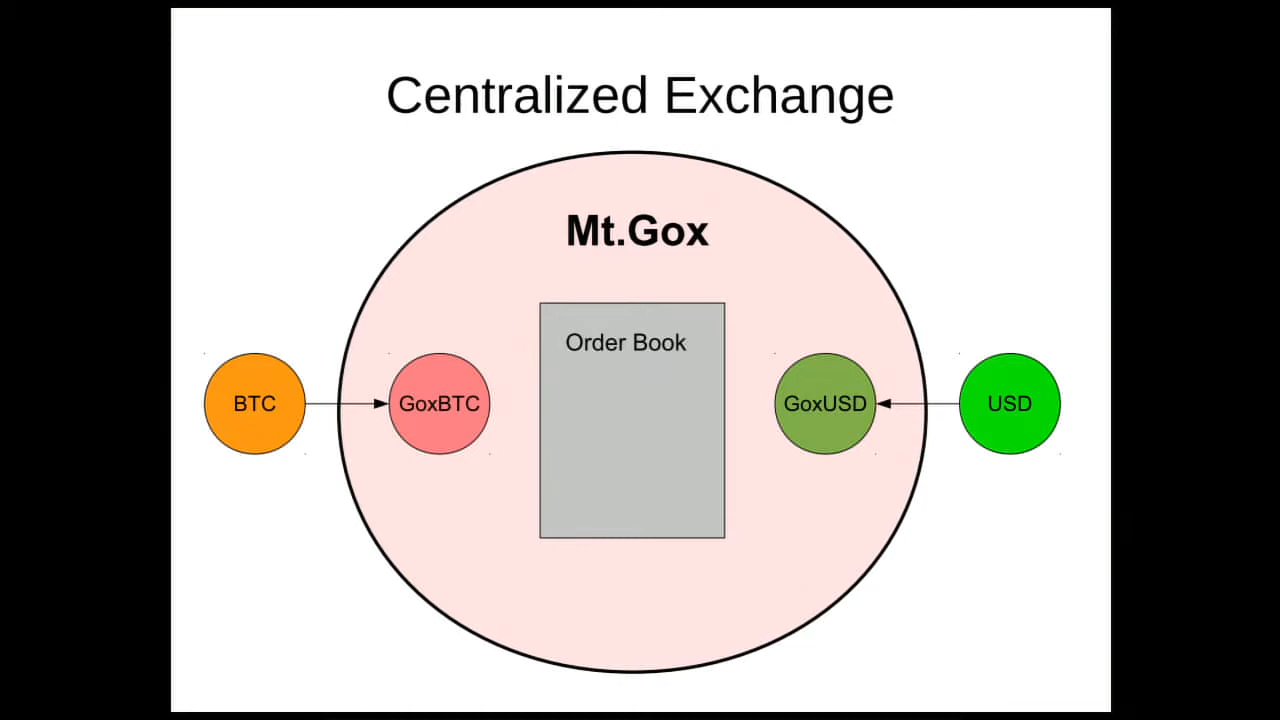 Centralized Exchange
Mt.Gox
Order Book
BTC
GoxBTC
GoxUSD
USD